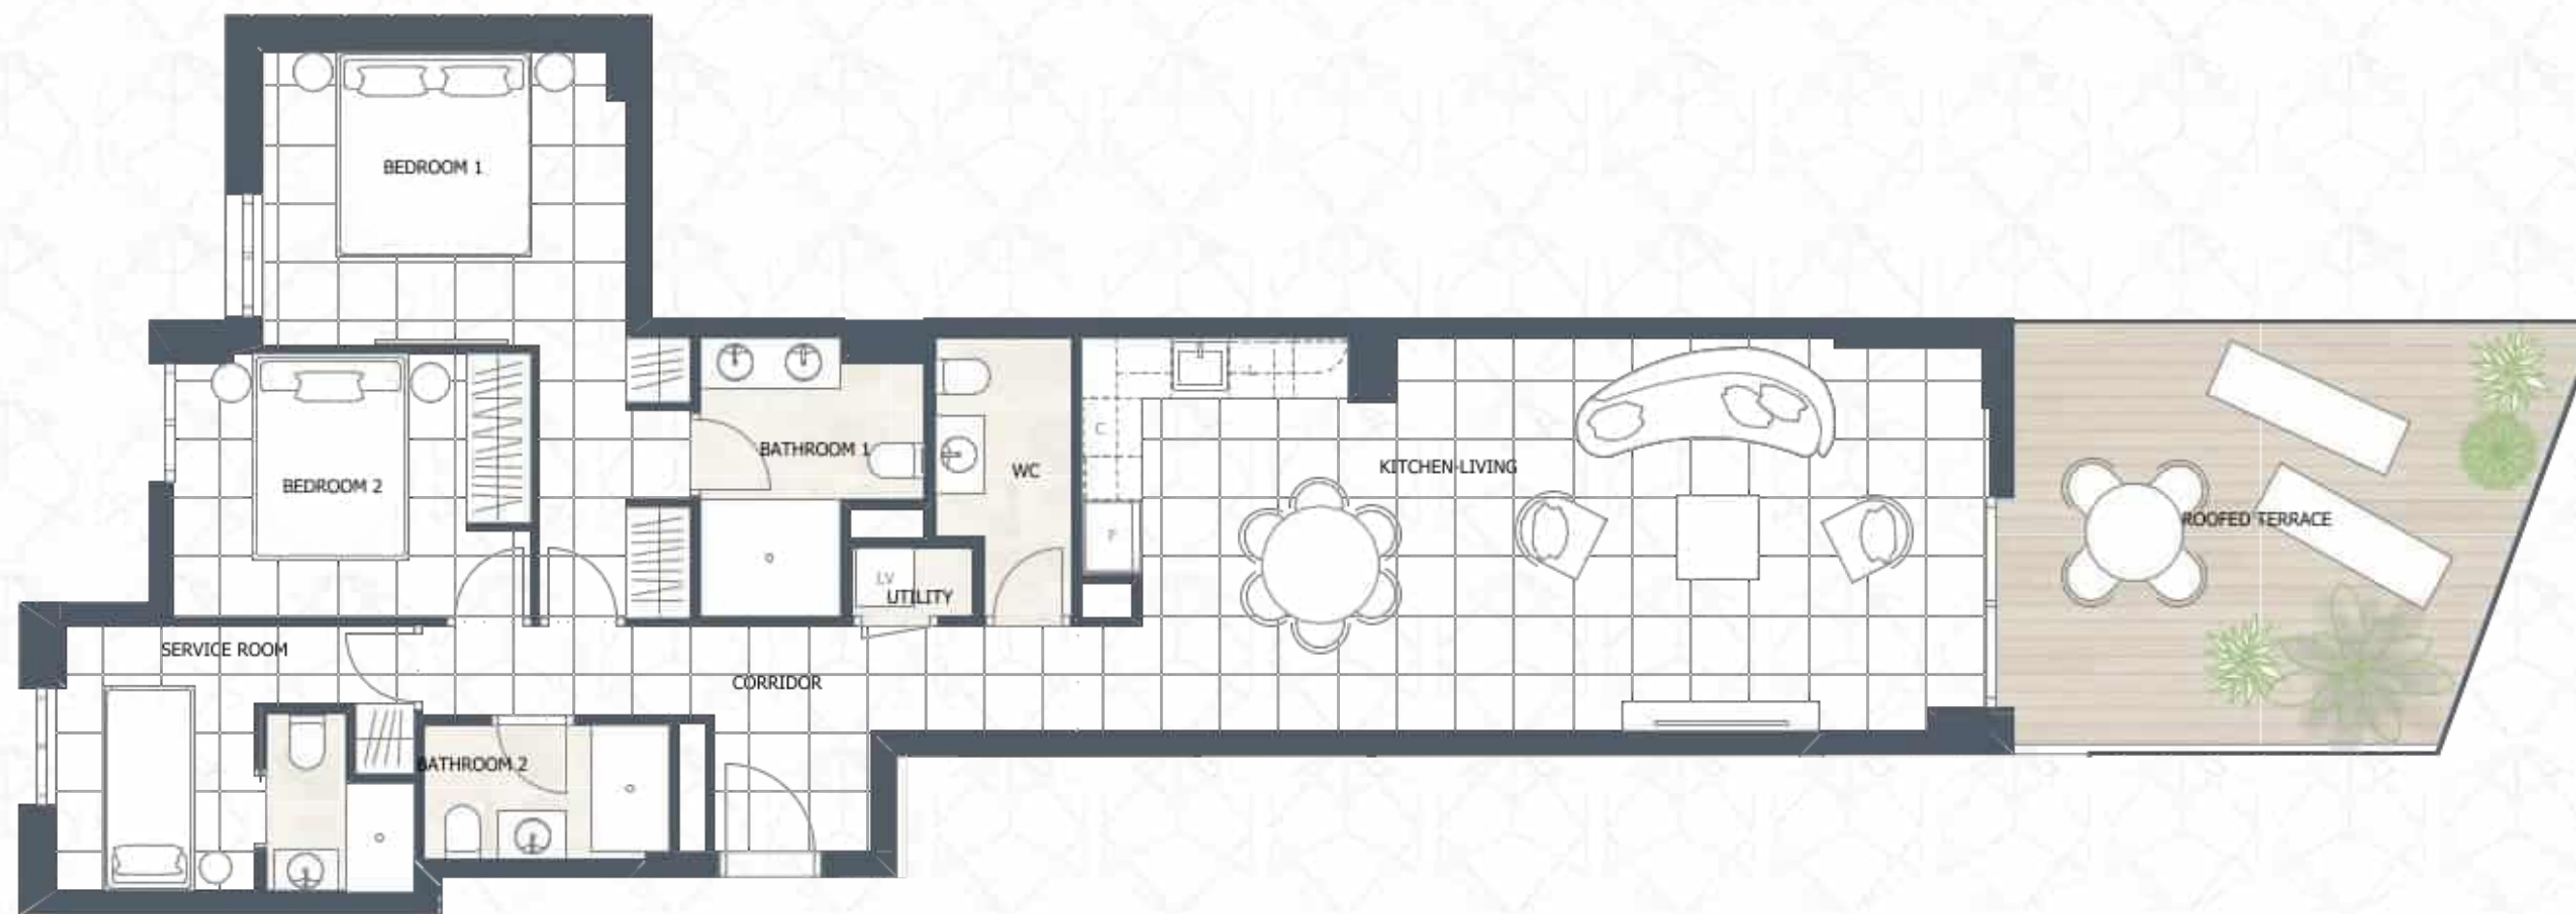 BEDROOM 1
BEDROOM 2
BATHROOM 1
WC
KITCHEN-LIVING
C
L
F
ROOFED TERRACE
LV
UTILITY
SERVICE ROOM
CORRIDOR
BATHROOM 2